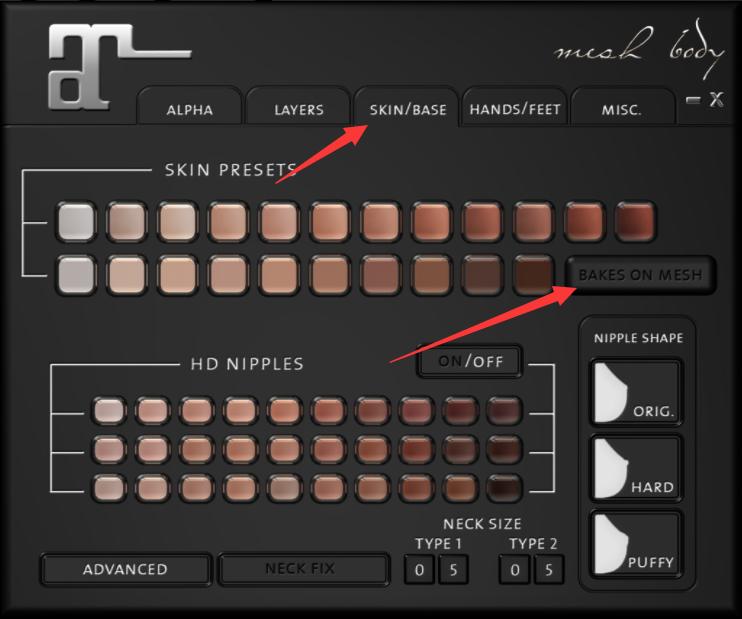 mesh body
ALPHA LAYERS SKIN/BASE HANDS/FEET MISC. X
SKIN PRESETS
BAKES ON MESH
HD NIPPLES
ON/OFF
NIPPLE SHAPE
ORIG.
HARD
PUFFY
NECK SIZE
TYPE 1 TYPE 2
ADVANCED NECK FIX 0 5 0 5